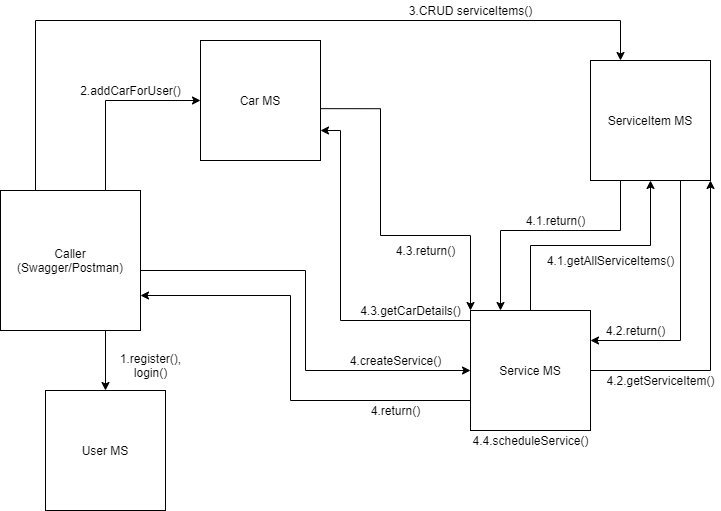 3.CRUD serviceItems()
2.addCarForUser()
Car MS
ServiceItem MS
Caller
(Swagger/Postman)
4.1.return()
4.3.return()
4.1.getAllServiceItems()
4.3.getCarDetails()
4.2.return()
1.register(),
login()
4.createService()
Service MS
4.2.getServiceItem()
4.return()
4.4.scheduleService()
User MS